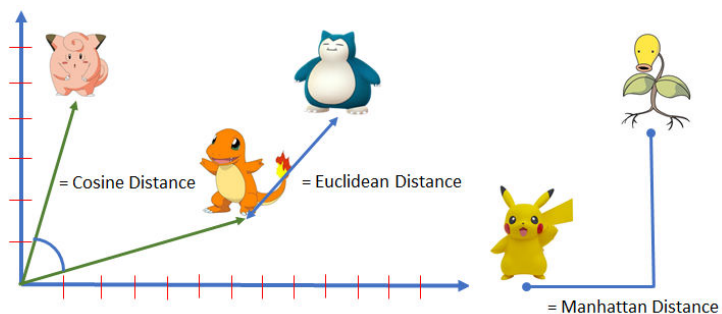 = Cosine Distance
= Euclidean Distance
= Manhattan Distance